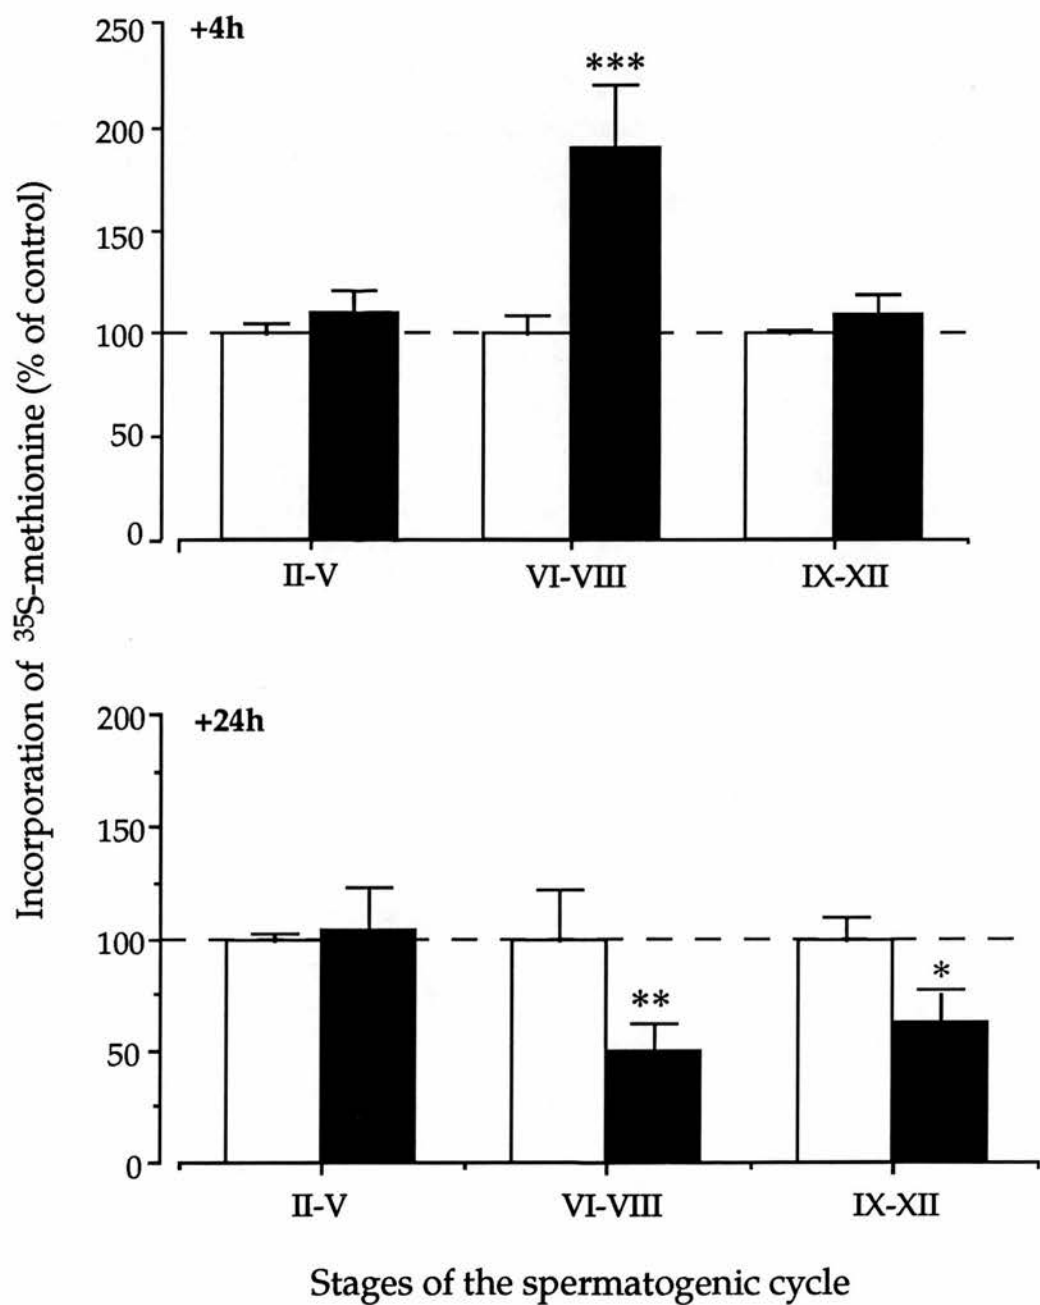 Incorporation of ³⁵S-methionine (% of control)
+4h
250
200
150
100
50
0
***
II-V
VI-VIII
IX-XII
+24h
200
150
100
50
0
**
*
II-V
VI-VIII
IX-XII
Stages of the spermatogenic cycle